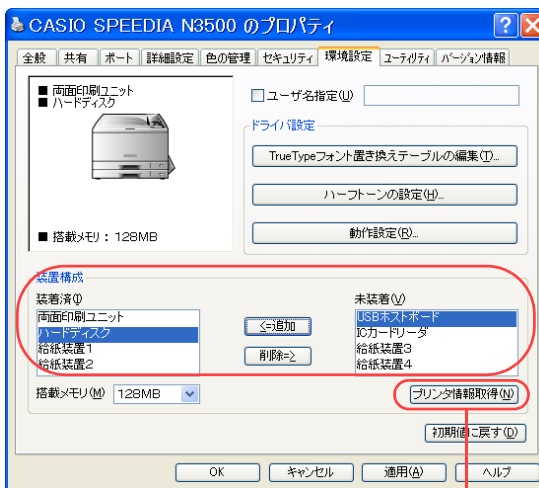 CASIO SPEEDIA N3500 のプロパティ
全般 共有 ポート 詳細設定 色の管理 セキュリティ 環境設定 ユーティリティ バージョン情報
■ 両面印刷ユニット
■ ハードディスク
■ 搭載メモリ : 128MB
ユーザ名指定(U)
ドライバ設定
TrueTypeフォント置き換えテーブルの編集(T)...
ハーフトーンの設定(H)...
動作設定(R)...
装置構成
装着済(I)
両面印刷ユニット
ハードディスク
給紙装置1
給紙装置2
<=追加
削除=>
未装着(V)
USBホストボード
ICカードリーダ
給紙装置3
給紙装置4
搭載メモリ(M) 128MB
プリンタ情報取得(N)
初期値に戻す(D)
OK キャンセル 適用(A) ヘルプ